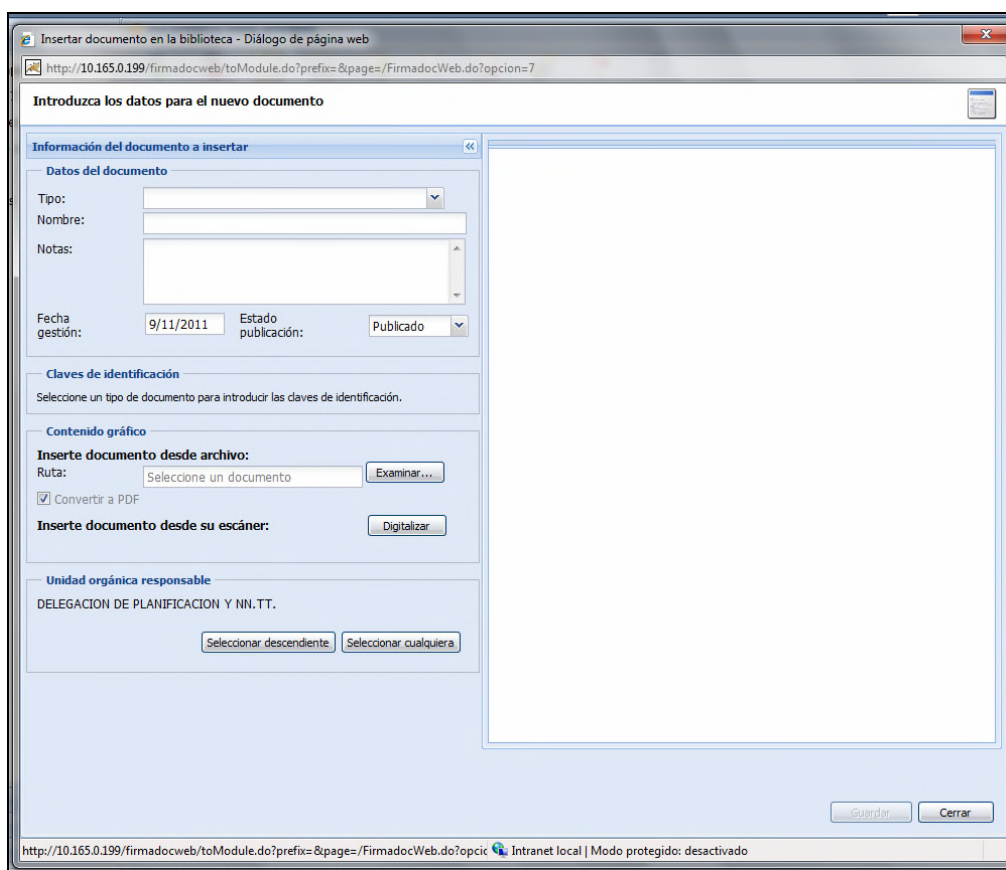 Insertar documento en la biblioteca - Diálogo de página web
http://10.165.0.199/firmadocweb/toModule.do?prefix=&page=/FirmadocWeb.do?opcion=7
Introduzca los datos para el nuevo documento
Información del documento a insertar
Datos del documento
Tipo:
Nombre:
Notas:
Fecha gestión: 9/11/2011 Estado publicación: Publicado
Claves de identificación
Seleccione un tipo de documento para introducir las claves de identificación.
Contenido gráfico
Inserte documento desde archivo:
Ruta: Seleccione un documento Examinar...
Convertir a PDF
Inserte documento desde su escáner: Digitalizar
Unidad orgánica responsable
DELEGACION DE PLANIFICACION Y NN.TT.
Seleccionar descendiente Seleccionar cualquiera
Guardar Cerrar
http://10.165.0.199/firmadocweb/toModule.do?prefix=&page=/FirmadocWeb.do?opcic Intranet local | Modo protegido: desactivado